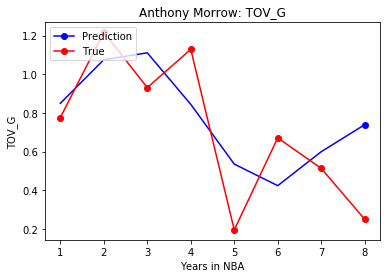 Anthony Morrow: TOV_G
Prediction
True
1.2
1.0
0.8
0.6
0.4
0.2
TOV_G
1 2 3 4 5 6 7 8
Years in NBA